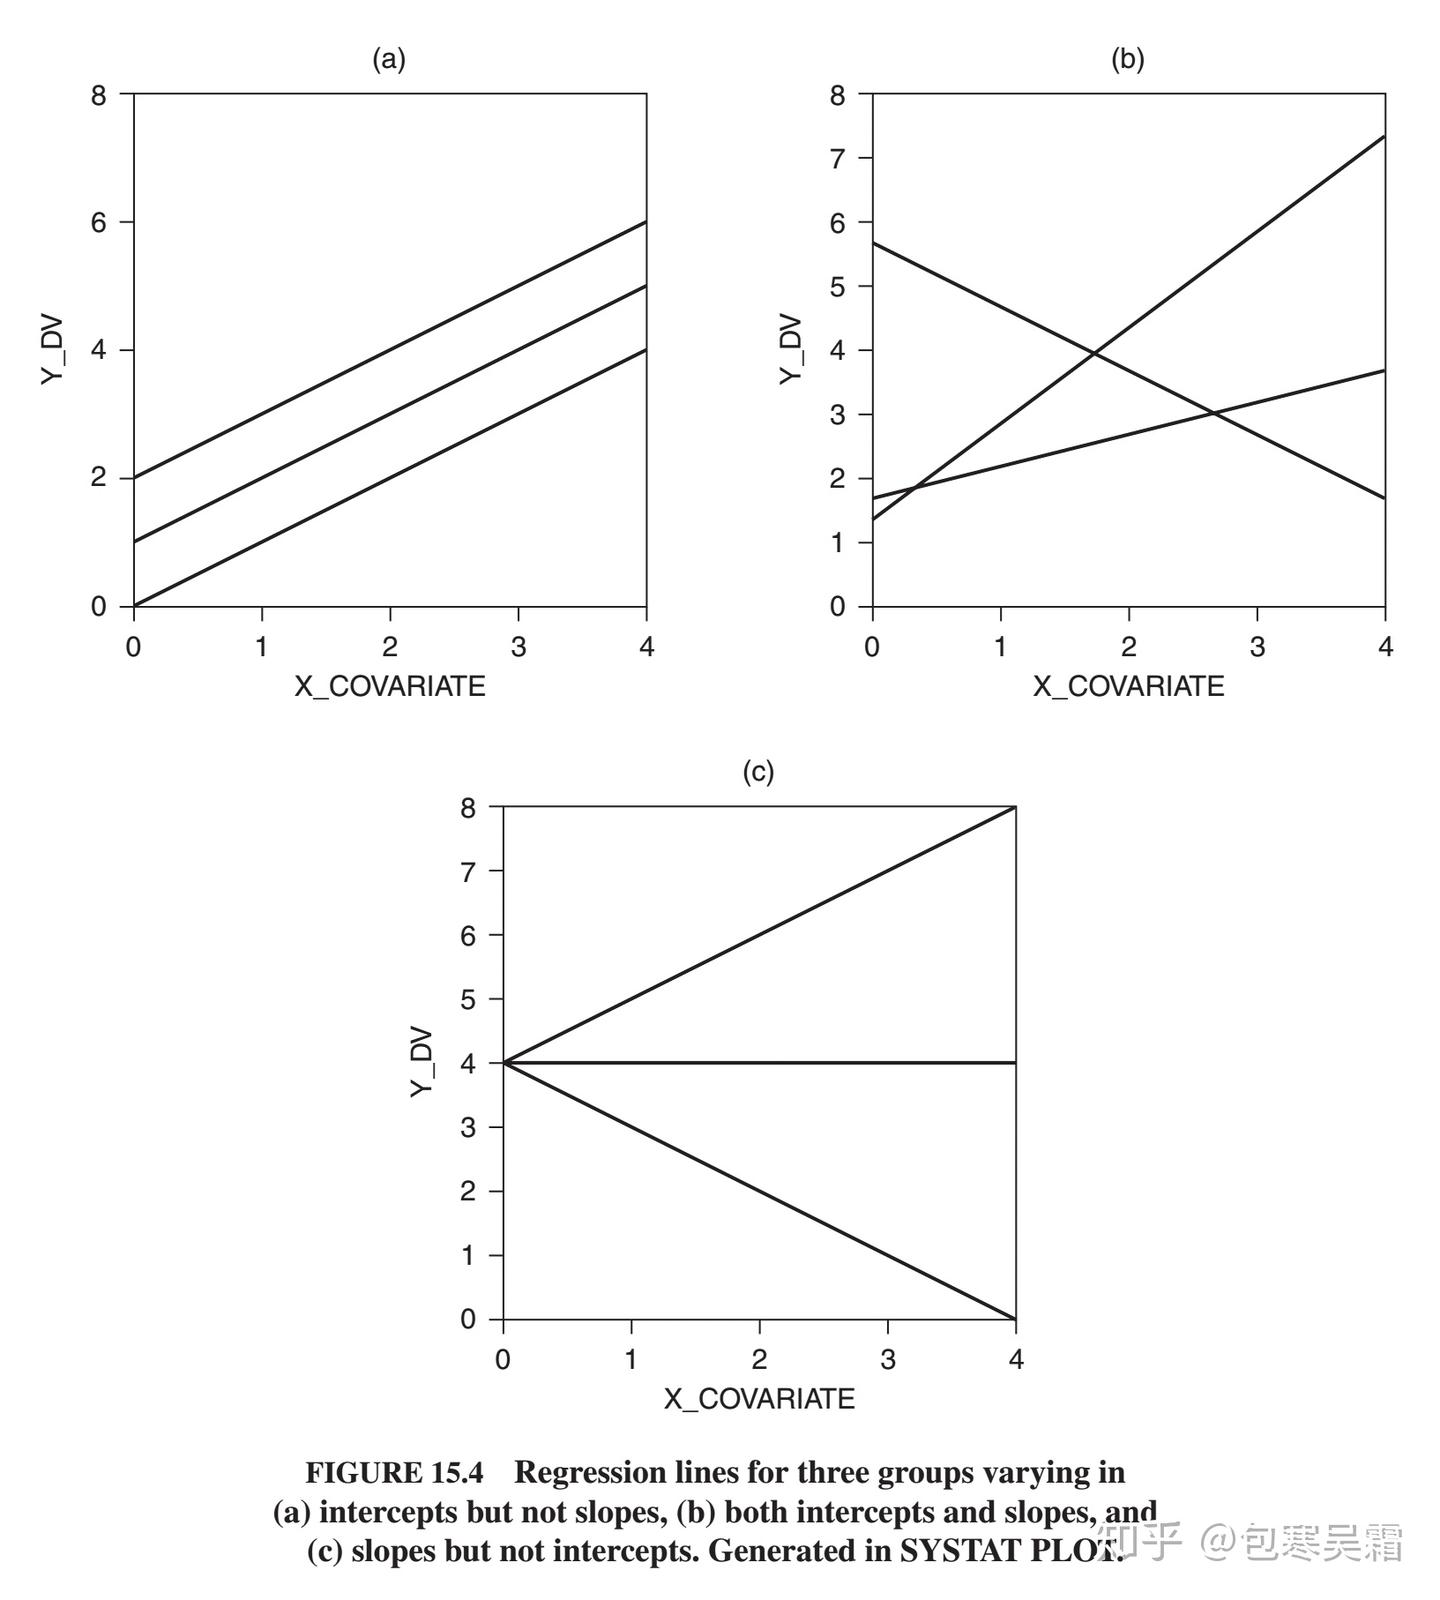 (a)
8
6
4
2
0
Y_DV
0 1 2 3 4
X_COVARIATE
(b)
8
7
6
5
4
3
2
1
0
Y_DV
0 1 2 3 4
X_COVARIATE
(c)
8
7
6
5
4
3
2
1
0
Y_DV
0 1 2 3 4
X_COVARIATE
FIGURE 15.4 Regression lines for three groups varying in
(a) intercepts but not slopes, (b) both intercepts and slopes, and
(c) slopes but not intercepts. Generated in SYSTAT PLOT.
知乎 @包寒吴霜